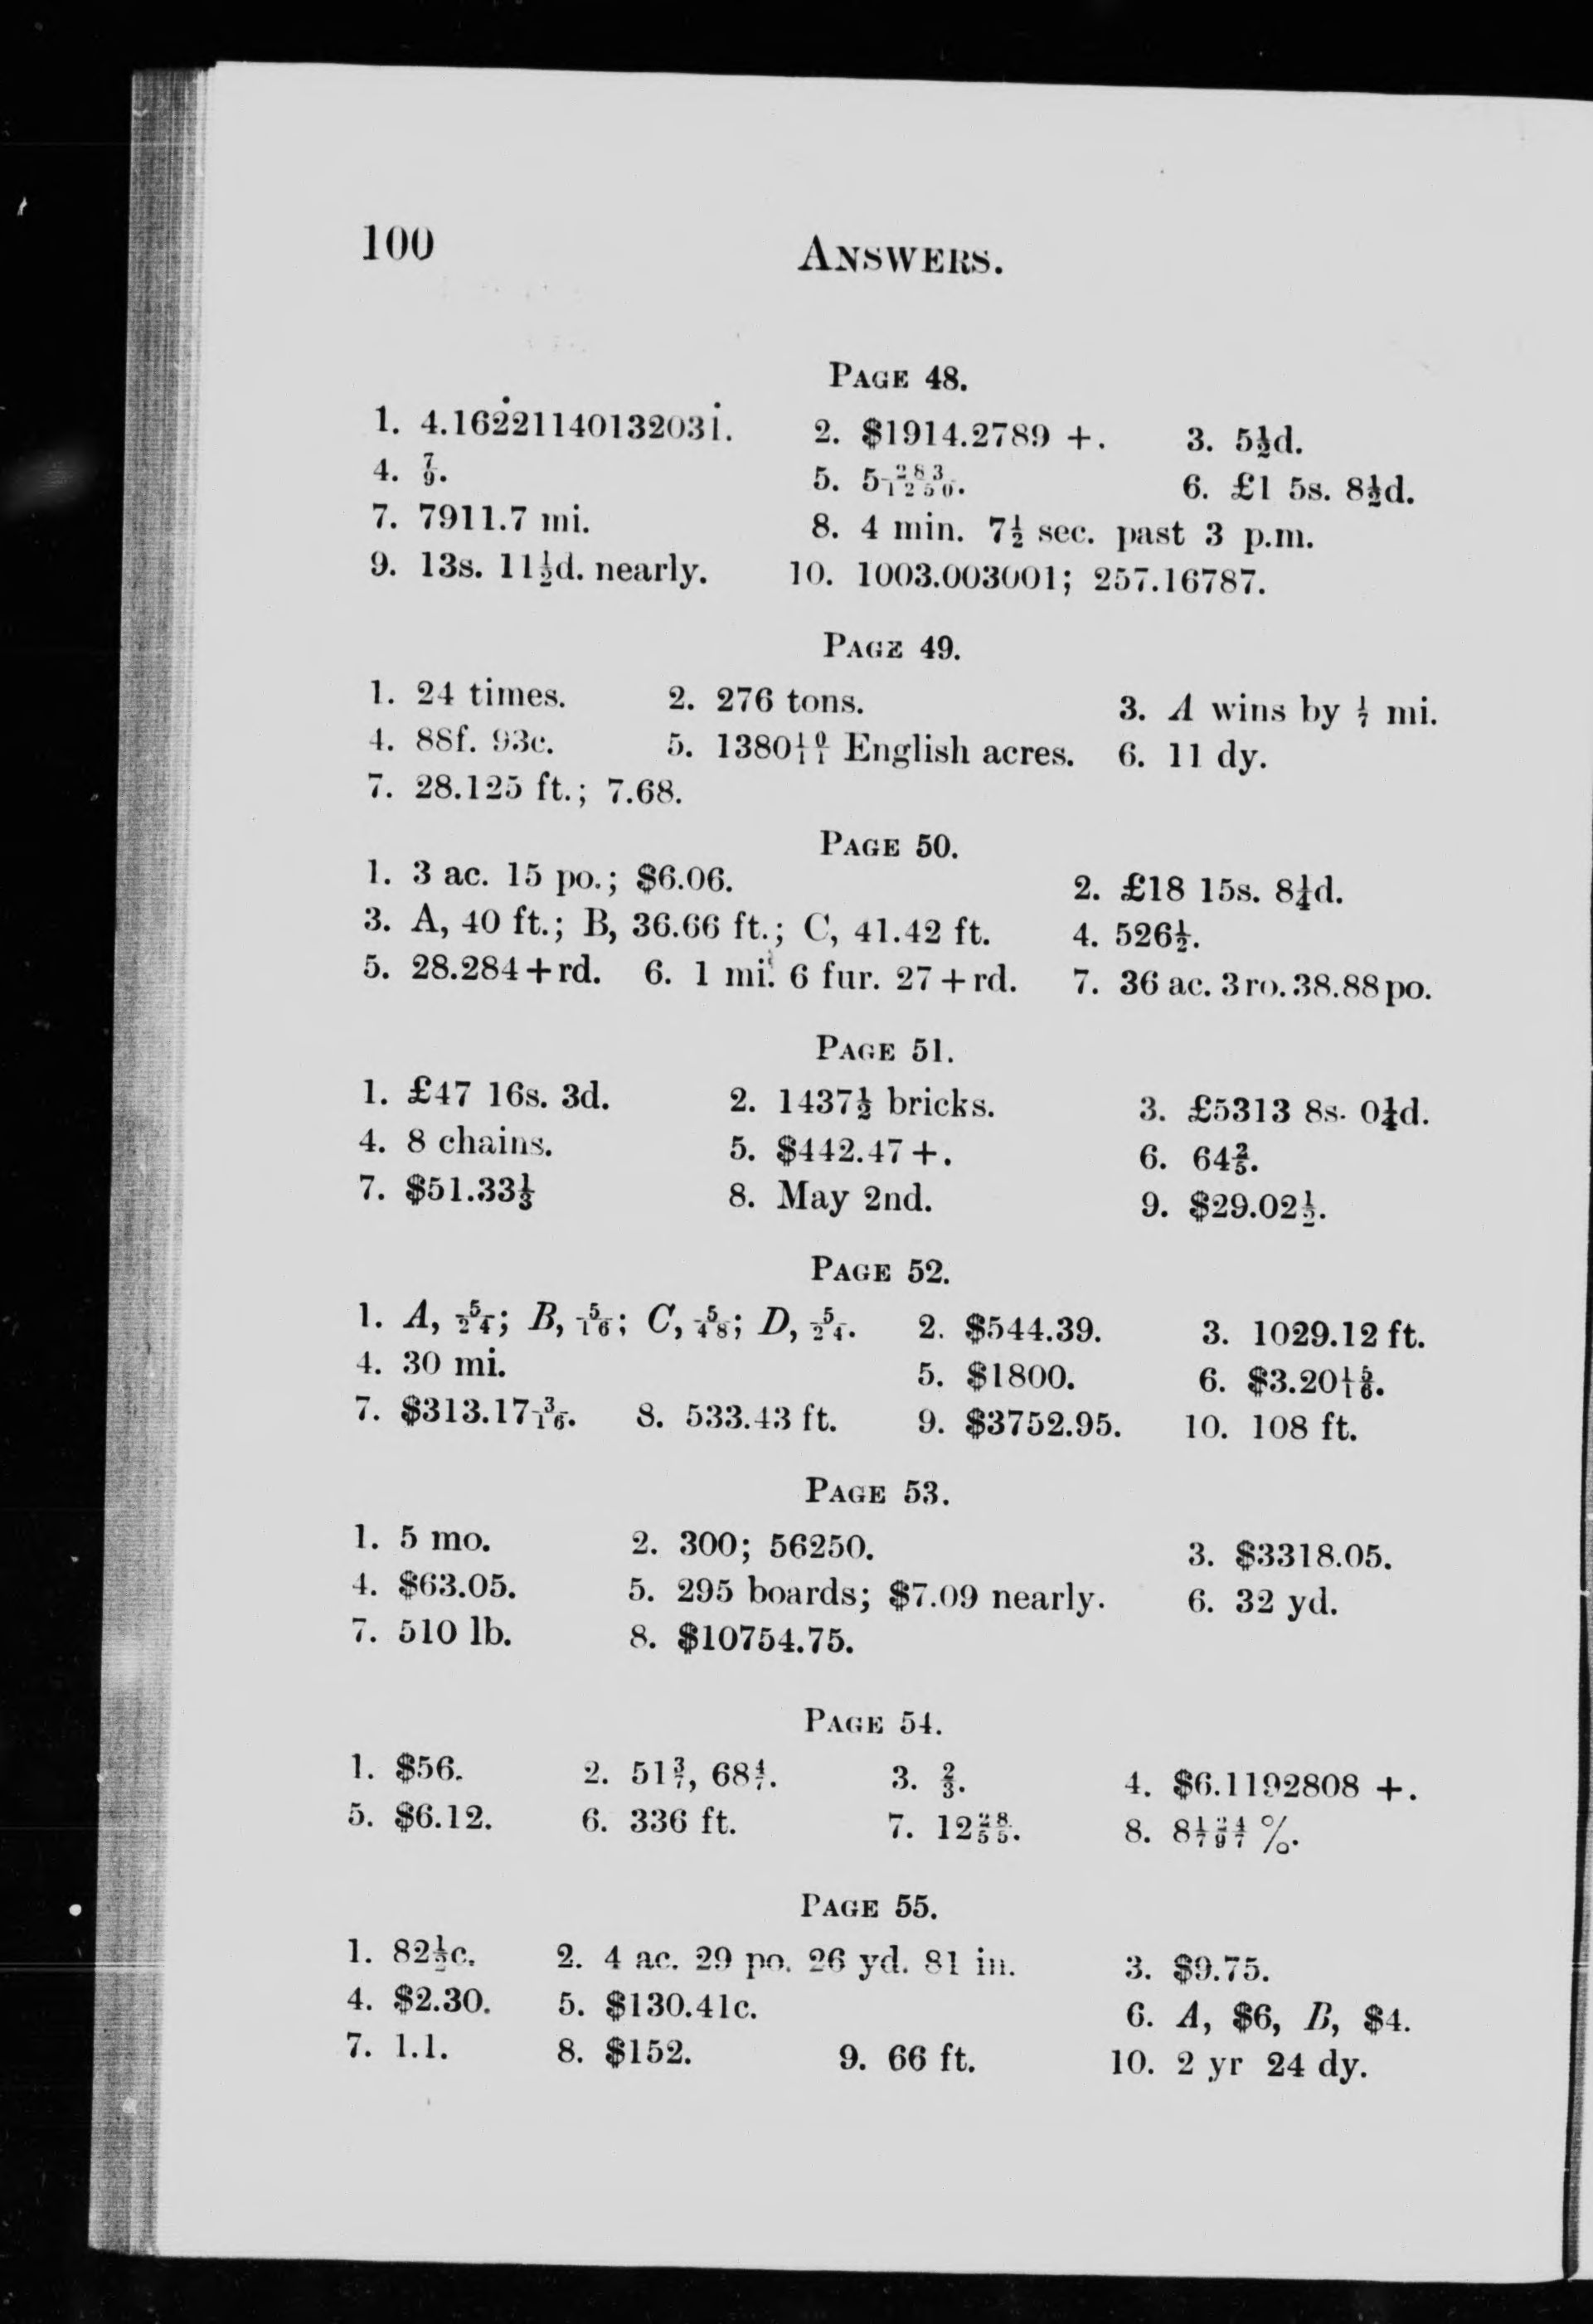 100
ANSWERS.
PAGE 48.
1. 4.162̇2114013203i̇. 2. $1914.2789 +. 3. 5½d.
4. 7/9. 5. 5 283/1250. 6. £1 5s. 8½d.
7. 7911.7 mi. 8. 4 min. 7½ sec. past 3 p.m.
9. 13s. 11½d. nearly. 10. 1003.003001; 257.16787.
PAGE 49.
1. 24 times. 2. 276 tons. 3. A wins by 1/7 mi.
4. 88f. 93c. 5. 1380 10/11 English acres. 6. 11 dy.
7. 28.125 ft.; 7.68.
PAGE 50.
1. 3 ac. 15 po.; $6.06. 2. £18 15s. 8¼d.
3. A, 40 ft.; B, 36.66 ft.; C, 41.42 ft. 4. 526½.
5. 28.284+rd. 6. 1 mi. 6 fur. 27+rd. 7. 36 ac. 3 ro. 38.88 po.
PAGE 51.
1. £47 16s. 3d. 2. 1437½ bricks. 3. £5313 8s. 0¼d.
4. 8 chains. 5. $442.47+. 6. 64⅖.
7. $51.33⅓ 8. May 2nd. 9. $29.02½.
PAGE 52.
1. A, 5/24; B, 5/16; C, 5/48; D, 5/24. 2. $544.39. 3. 1029.12 ft.
4. 30 mi. 5. $1800. 6. $3.20 15/16.
7. $313.17 3/16. 8. 533.43 ft. 9. $3752.95. 10. 108 ft.
PAGE 53.
1. 5 mo. 2. 300; 56250. 3. $3318.05.
4. $63.05. 5. 295 boards; $7.09 nearly. 6. 32 yd.
7. 510 lb. 8. $10754.75.
PAGE 54.
1. $56. 2. 51 3/7, 68 4/7. 3. ⅔. 4. $6.1192808 +.
5. $6.12. 6. 336 ft. 7. 12 28/55. 8. 8 124/797 %.
PAGE 55.
1. 82½c. 2. 4 ac. 29 po. 26 yd. 81 in. 3. $9.75.
4. $2.30. 5. $130.41c. 6. A, $6, B, $4.
7. 1.1. 8. $152. 9. 66 ft. 10. 2 yr 24 dy.